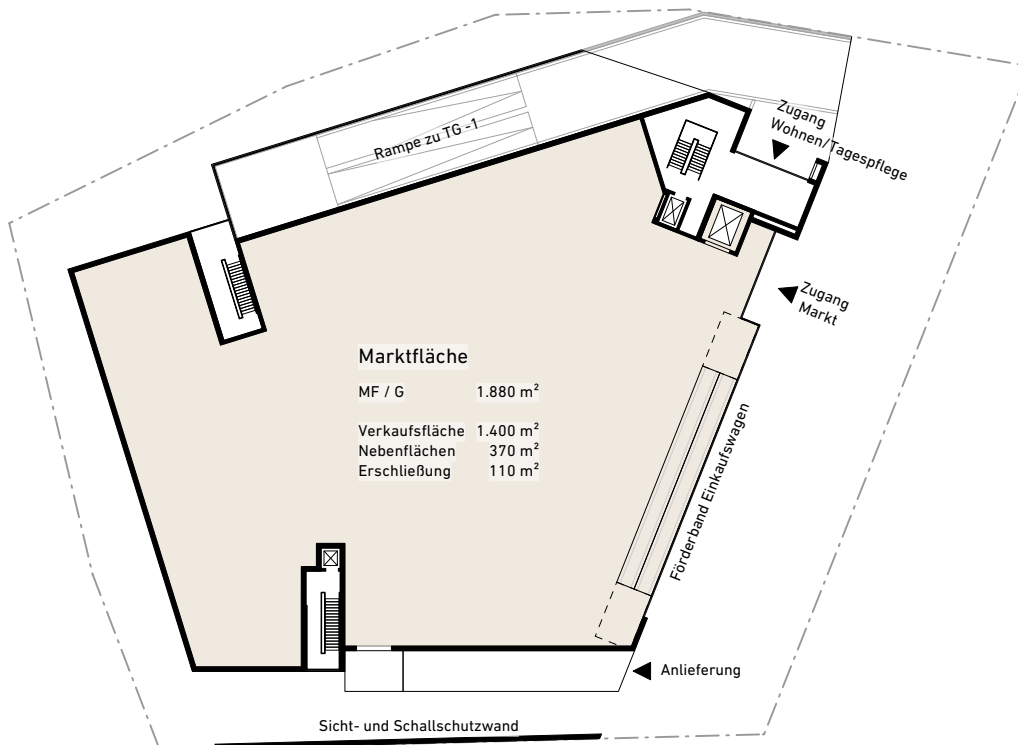 Zugang
Wohnen/Tagespflege
Rampe zu TG -1
Zugang
Markt
Marktfläche
MF / G 1.880 m²
Verkaufsfläche 1.400 m²
Nebenflächen 370 m²
Erschließung 110 m²
Förderband Einkaufswagen
Anlieferung
Sicht- und Schallschutzwand